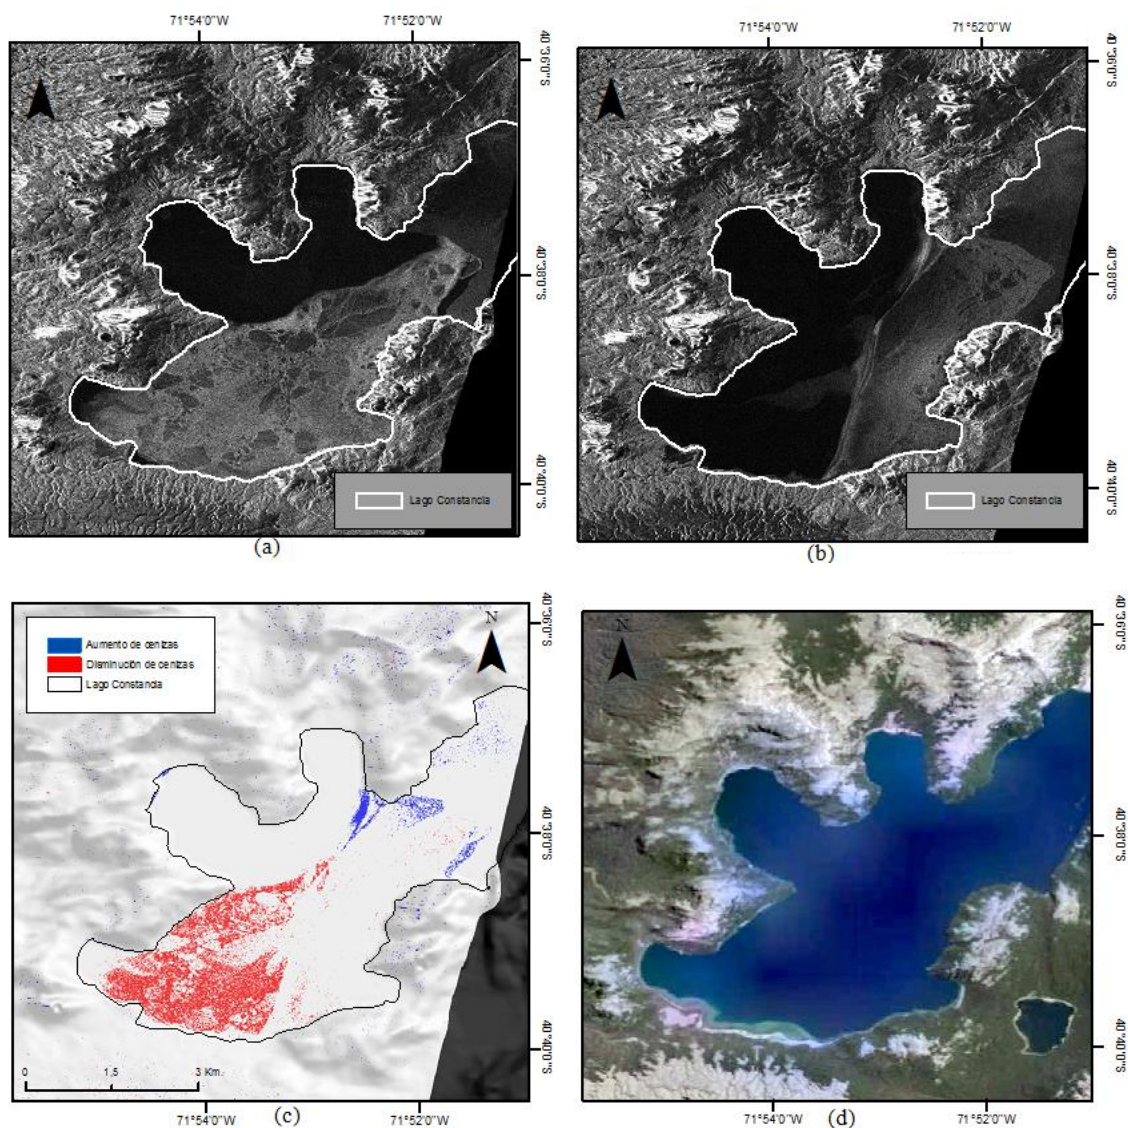 71°54'0"W 71°52'0"W
71°54'0"W 71°52'0"W
40°36'0"S
40°38'0"S
40°40'0"S
Lago Constancia
(a)
40°36'0"S
40°38'0"S
40°40'0"S
Lago Constancia
(b)
Aumento de cenizas
Disminución de cenizas
Lago Constancia
N
40°36'0"S
40°38'0"S
40°40'0"S
0 1,5 3 Km.
71°54'0"W 71°52'0"W
(c)
N
40°36'0"S
40°38'0"S
40°40'0"S
71°54'0"W 71°52'0"W
(d)